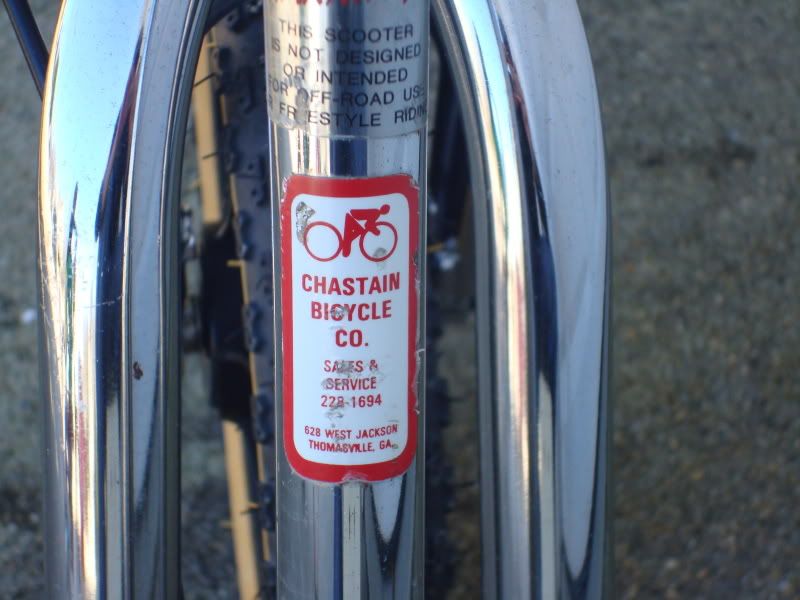 THIS SCOOTER
IS NOT DESIGNED
OR INTENDED
FOR OFF-ROAD USE
FREESTYLE RIDING
CHASTAIN
BICYCLE
CO.
SALES &
SERVICE
228-1694
628 WEST JACKSON
THOMASVILLE, GA.